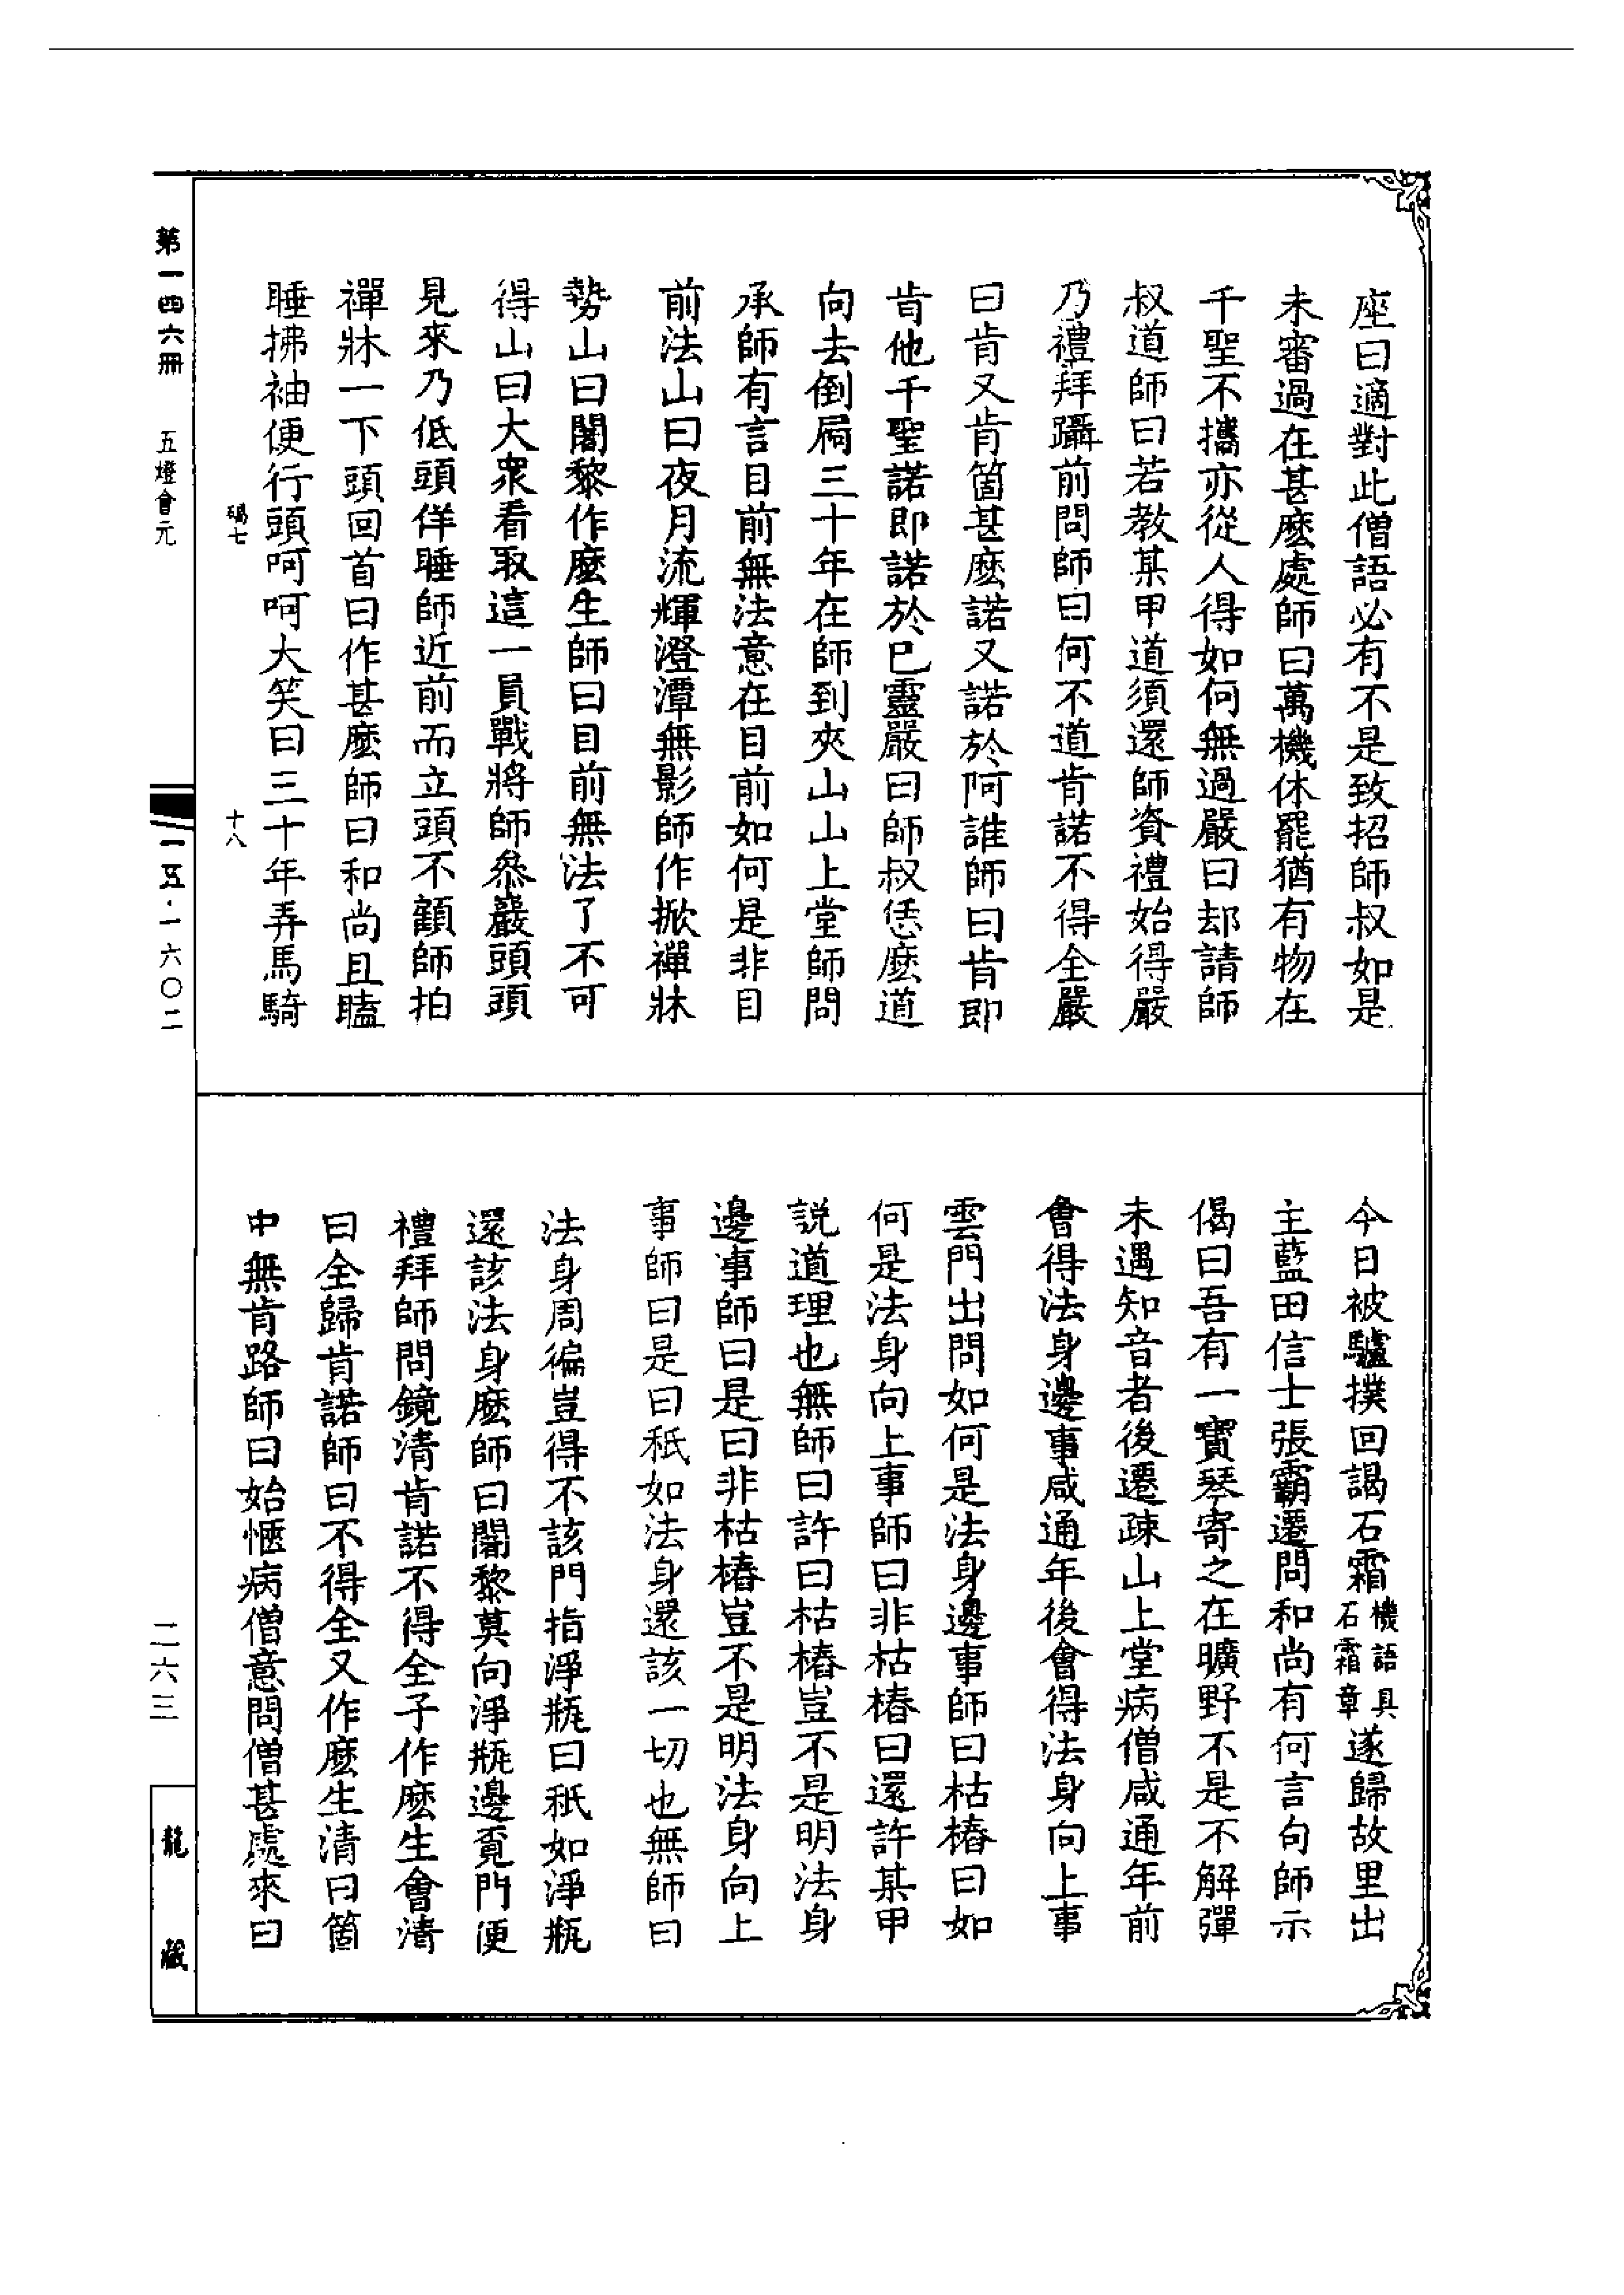 座曰適對此僧語必有不是致招師叔如是
未審過在甚麽處師曰萬機休罷猶有物在
千聖不攜亦從人得如何無過嚴曰却請師
叔道師曰若教某甲道須還師資禮始得嚴
乃禮拜躡前問師曰何不道肯諾不得全嚴
曰肯又肯箇甚麽諾又諾於阿誰師曰肯即
肯他千聖諾即諾於已靈嚴曰師叔恁麽道
向去倒屙三十年在師到夾山山上堂師問
承師有言目前無法意在目前如何是非目
前法山曰夜月流輝澄潭無影師作掀禪牀
勢山曰闍黎作麽生師曰目前無法了不可
得山曰大衆看取這一員戰將師叅巖頭頭
見來乃低頭佯睡師近前而立頭不顧師拍
禪牀一下頭回首曰作甚麽師曰和尚且瞌
睡拂袖便行頭呵呵大笑曰三十年弄馬騎
今日被驢撲回謁石霜機語具石霜章遂歸故里出
主藍田信士張霸遷問和尚有何言句師示
偈曰吾有一寶琴寄之在曠野不是不解彈
未遇知音者後遷疎山上堂病僧咸通年前
會得法身邊事咸通年後會得法身向上事
雲門出問如何是法身邊事師曰枯樁曰如
何是法身向上事師曰非枯樁曰還許某甲
説道理也無師曰許曰枯樁豈不是明法身
邊事師曰是曰非枯樁豈不是明法身向上
事師曰是曰秖如法身還該一切也無師曰
法身周徧豈得不該門指淨瓶曰秖如淨瓶
還該法身麽師曰闍黎莫向淨瓶邊覓門便
禮拜師問鏡清肯諾不得全子作麽生會清
曰全歸肯諾師曰不得全又作麽生清曰箇
中無肯路師曰始愜病僧意問僧甚處來曰
第一四六冊
五燈會元
碣七
十八
一五·一六〇二
二六三
龍藏